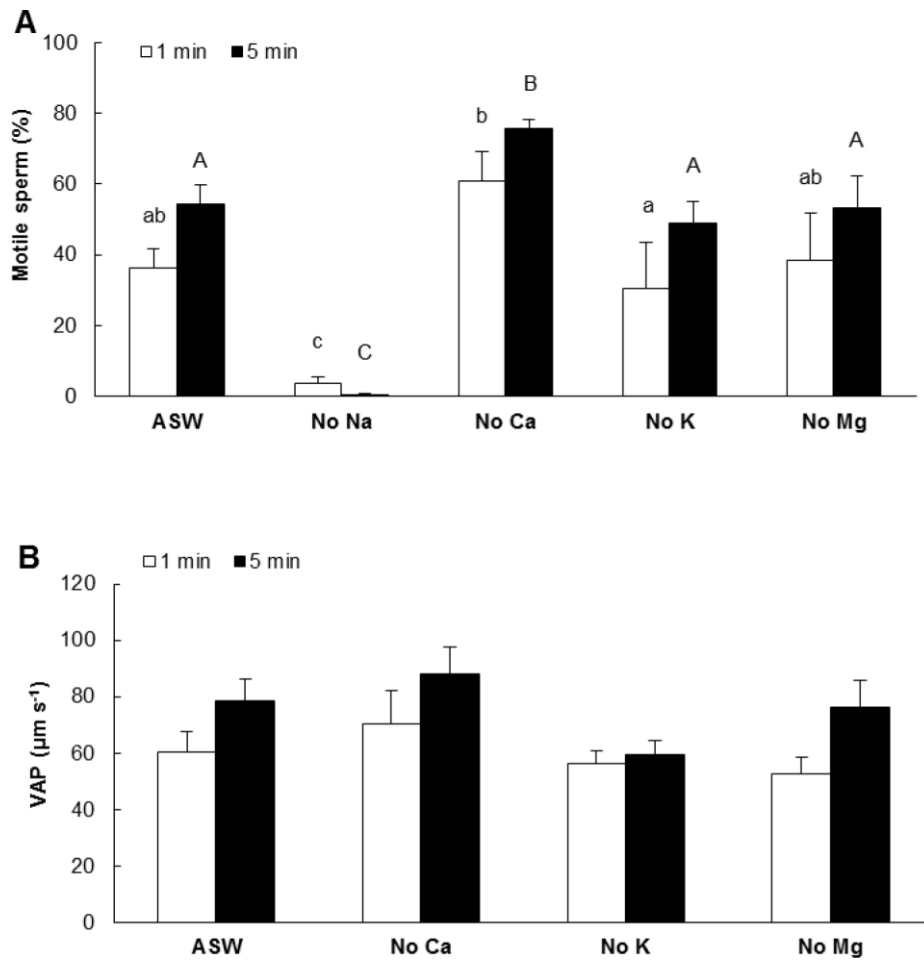 A
1 min 5 min
Motile sperm (%)
100
80
60
40
20
0
ab A c C b B a A ab A
ASW No Na No Ca No K No Mg
B
1 min 5 min
VAP (µm s⁻¹)
120
100
80
60
40
20
0
ASW No Ca No K No Mg